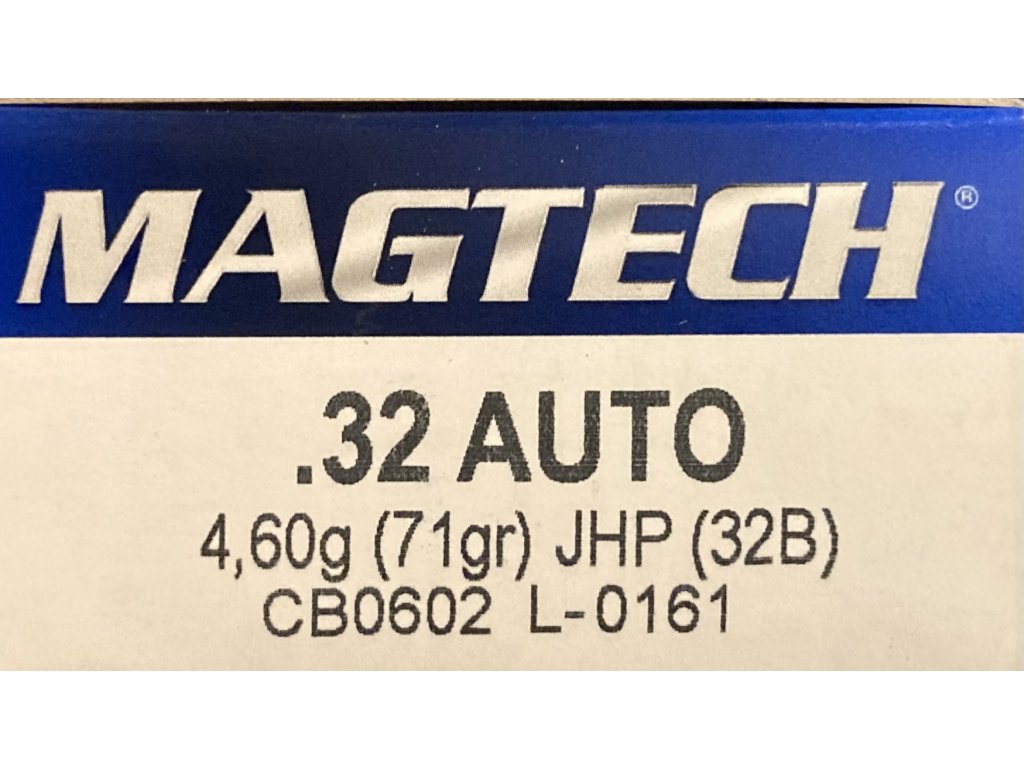 MAGTECH®
.32 AUTO
4,60g (71gr) JHP (32B)
CB0602 L-0161